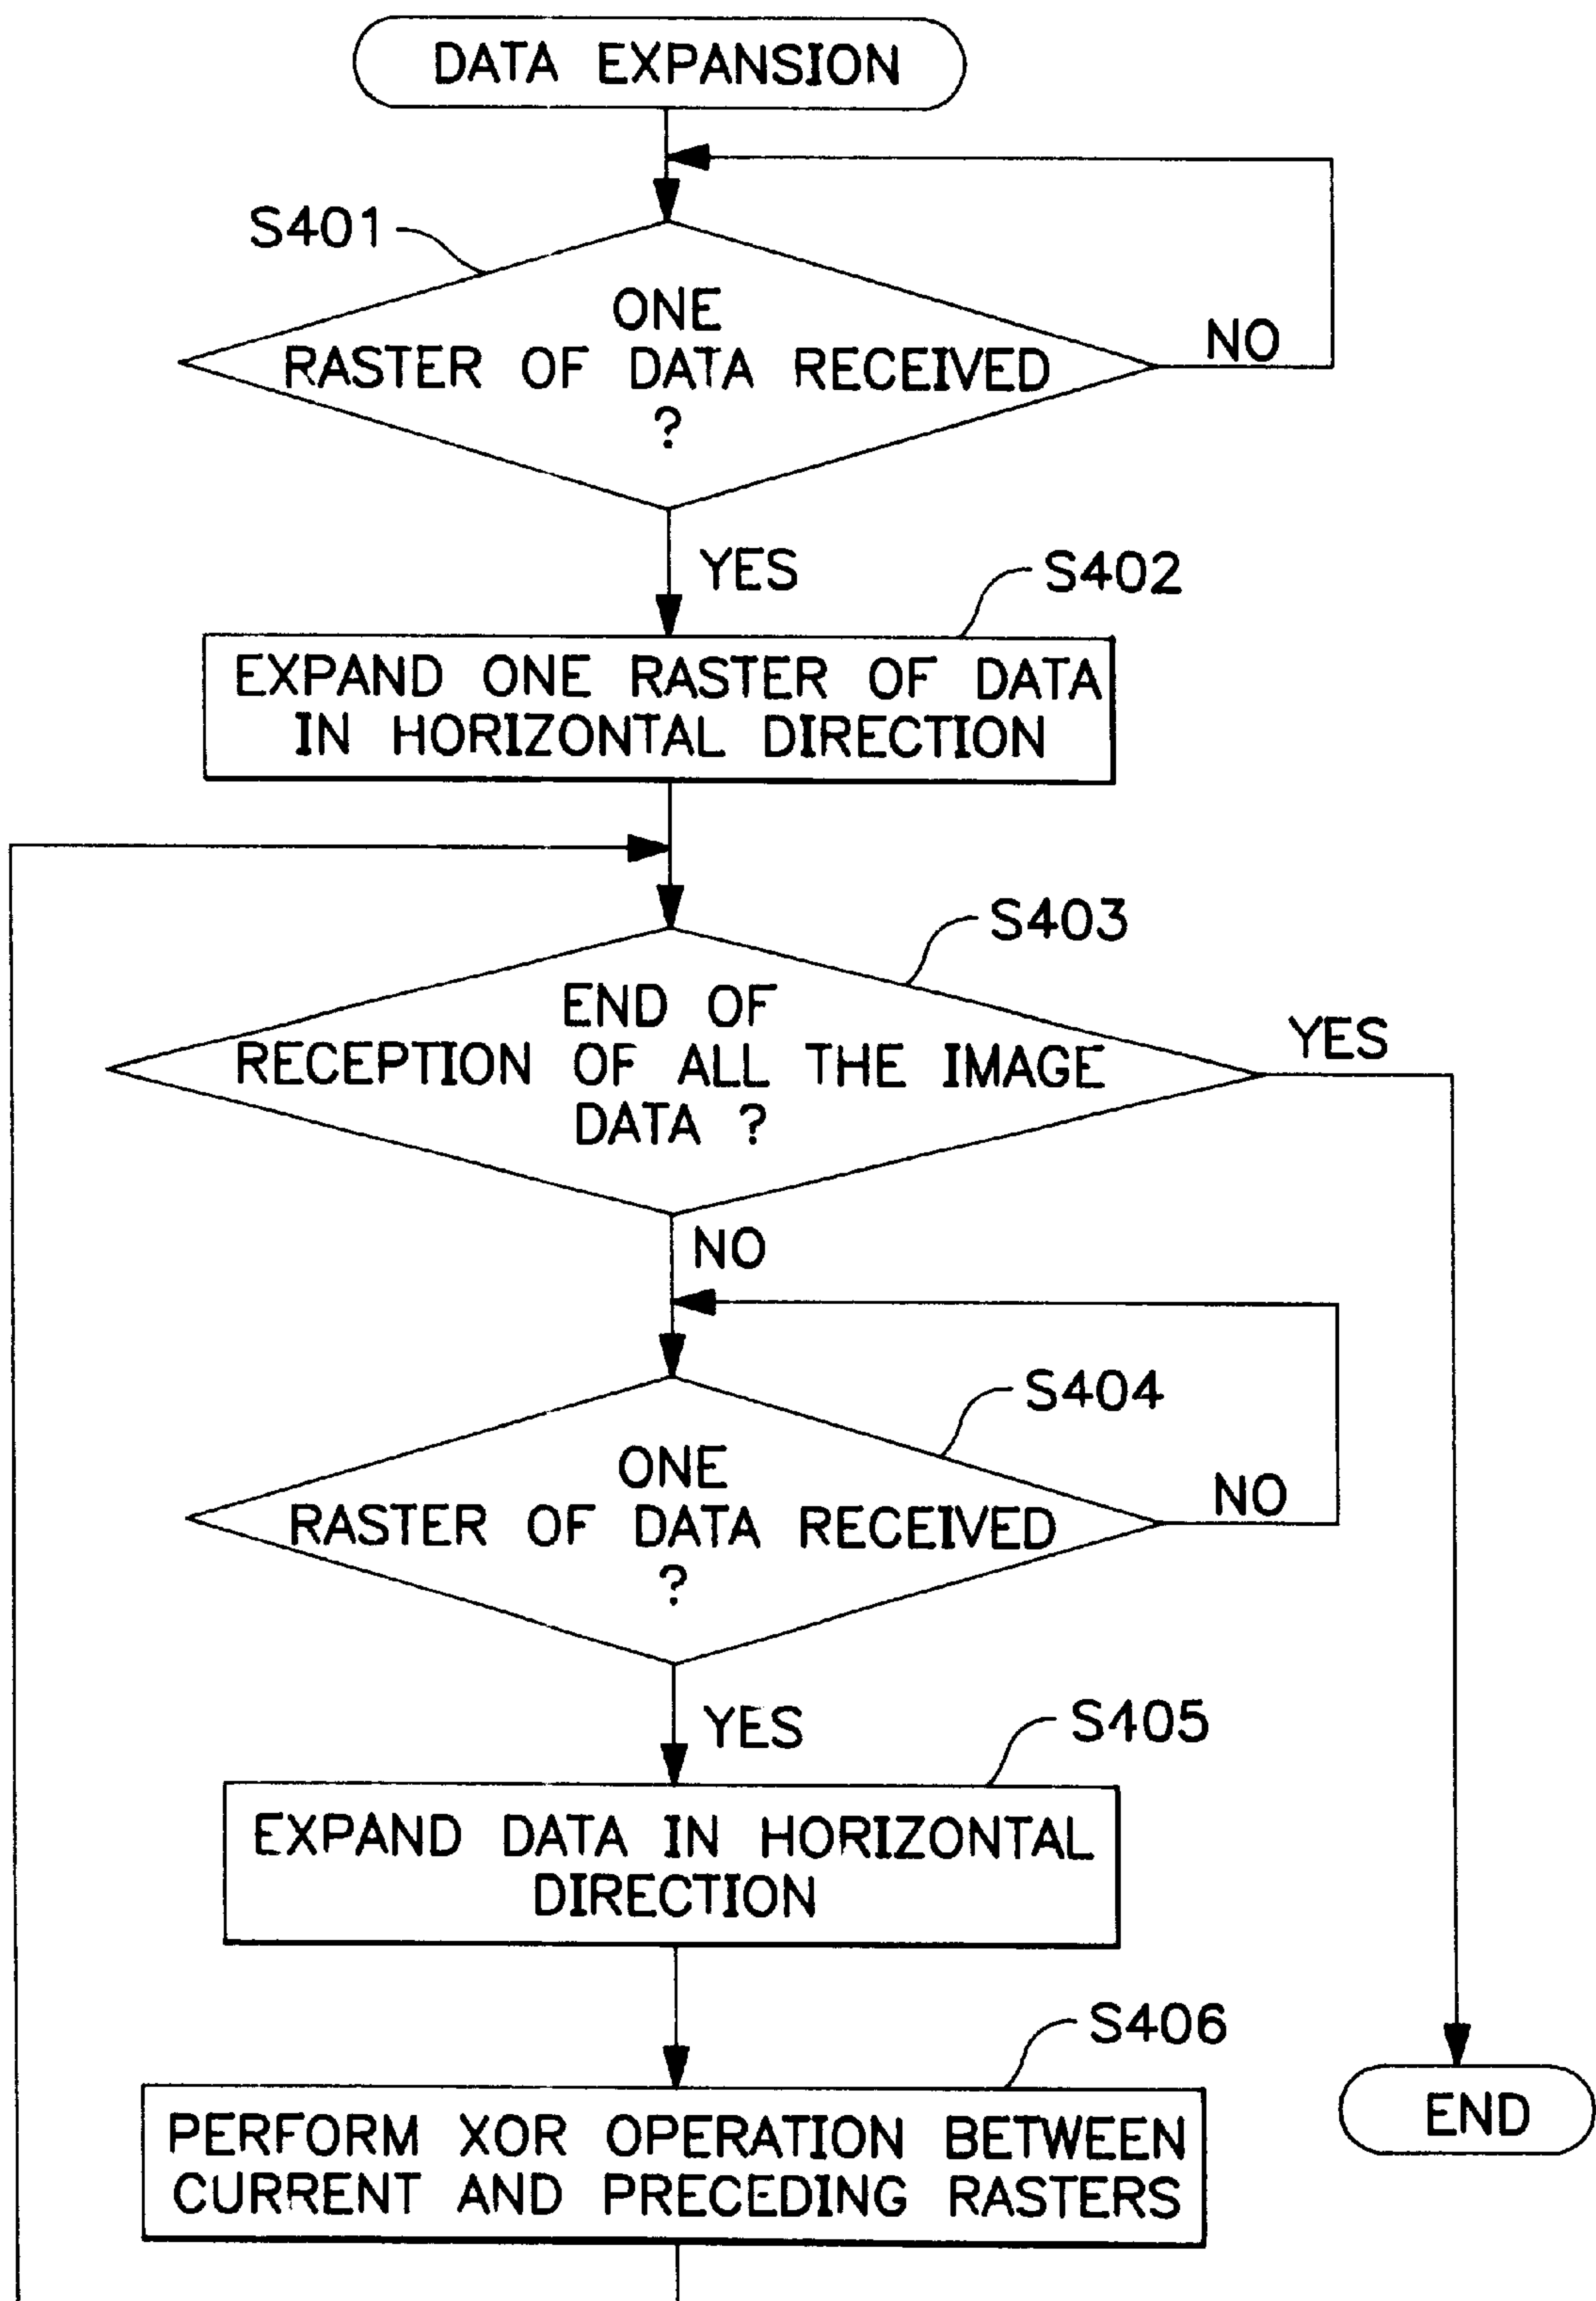 DATA EXPANSION
S401
ONE
RASTER OF DATA RECEIVED
?
NO
YES
S402
EXPAND ONE RASTER OF DATA
IN HORIZONTAL DIRECTION
S403
END OF
RECEPTION OF ALL THE IMAGE
DATA ?
YES
NO
S404
ONE
RASTER OF DATA RECEIVED
?
NO
YES
S405
EXPAND DATA IN HORIZONTAL
DIRECTION
S406
PERFORM XOR OPERATION BETWEEN
CURRENT AND PRECEDING RASTERS
END